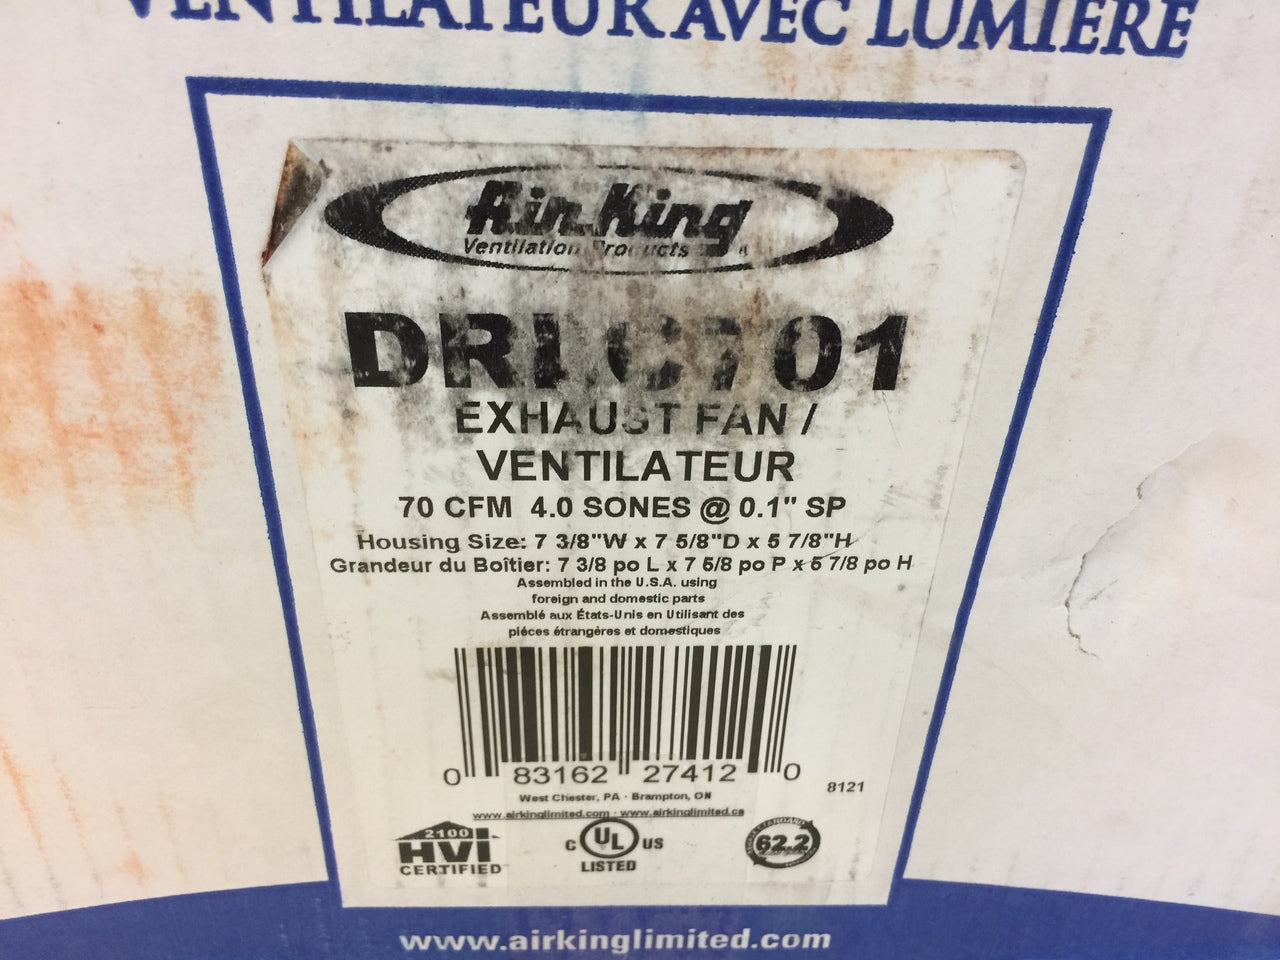 VENTILATEUR AVEC LUMIÈRE
Air King
Ventilation Products
DRLC701
EXHAUST FAN /
VENTILATEUR
70 CFM 4.0 SONES @ 0.1" SP
Housing Size: 7 3/8"W x 7 5/8"D x 5 7/8"H
Grandeur du Boîtier: 7 3/8 po L x 7 5/8 po P x 5 7/8 po H
Assembled in the U.S.A. using
foreign and domestic parts
Assemblé aux États-Unis en Utilisant des
piéces étrangères et domestiques
0 83162 27412 0
8121
West Chester, PA · Brampton, ON
www.airkinglimited.com · www.airkinglimited.ca
2100
HVI
CERTIFIED™
C UL US
LISTED
62.2
www.airkinglimited.com